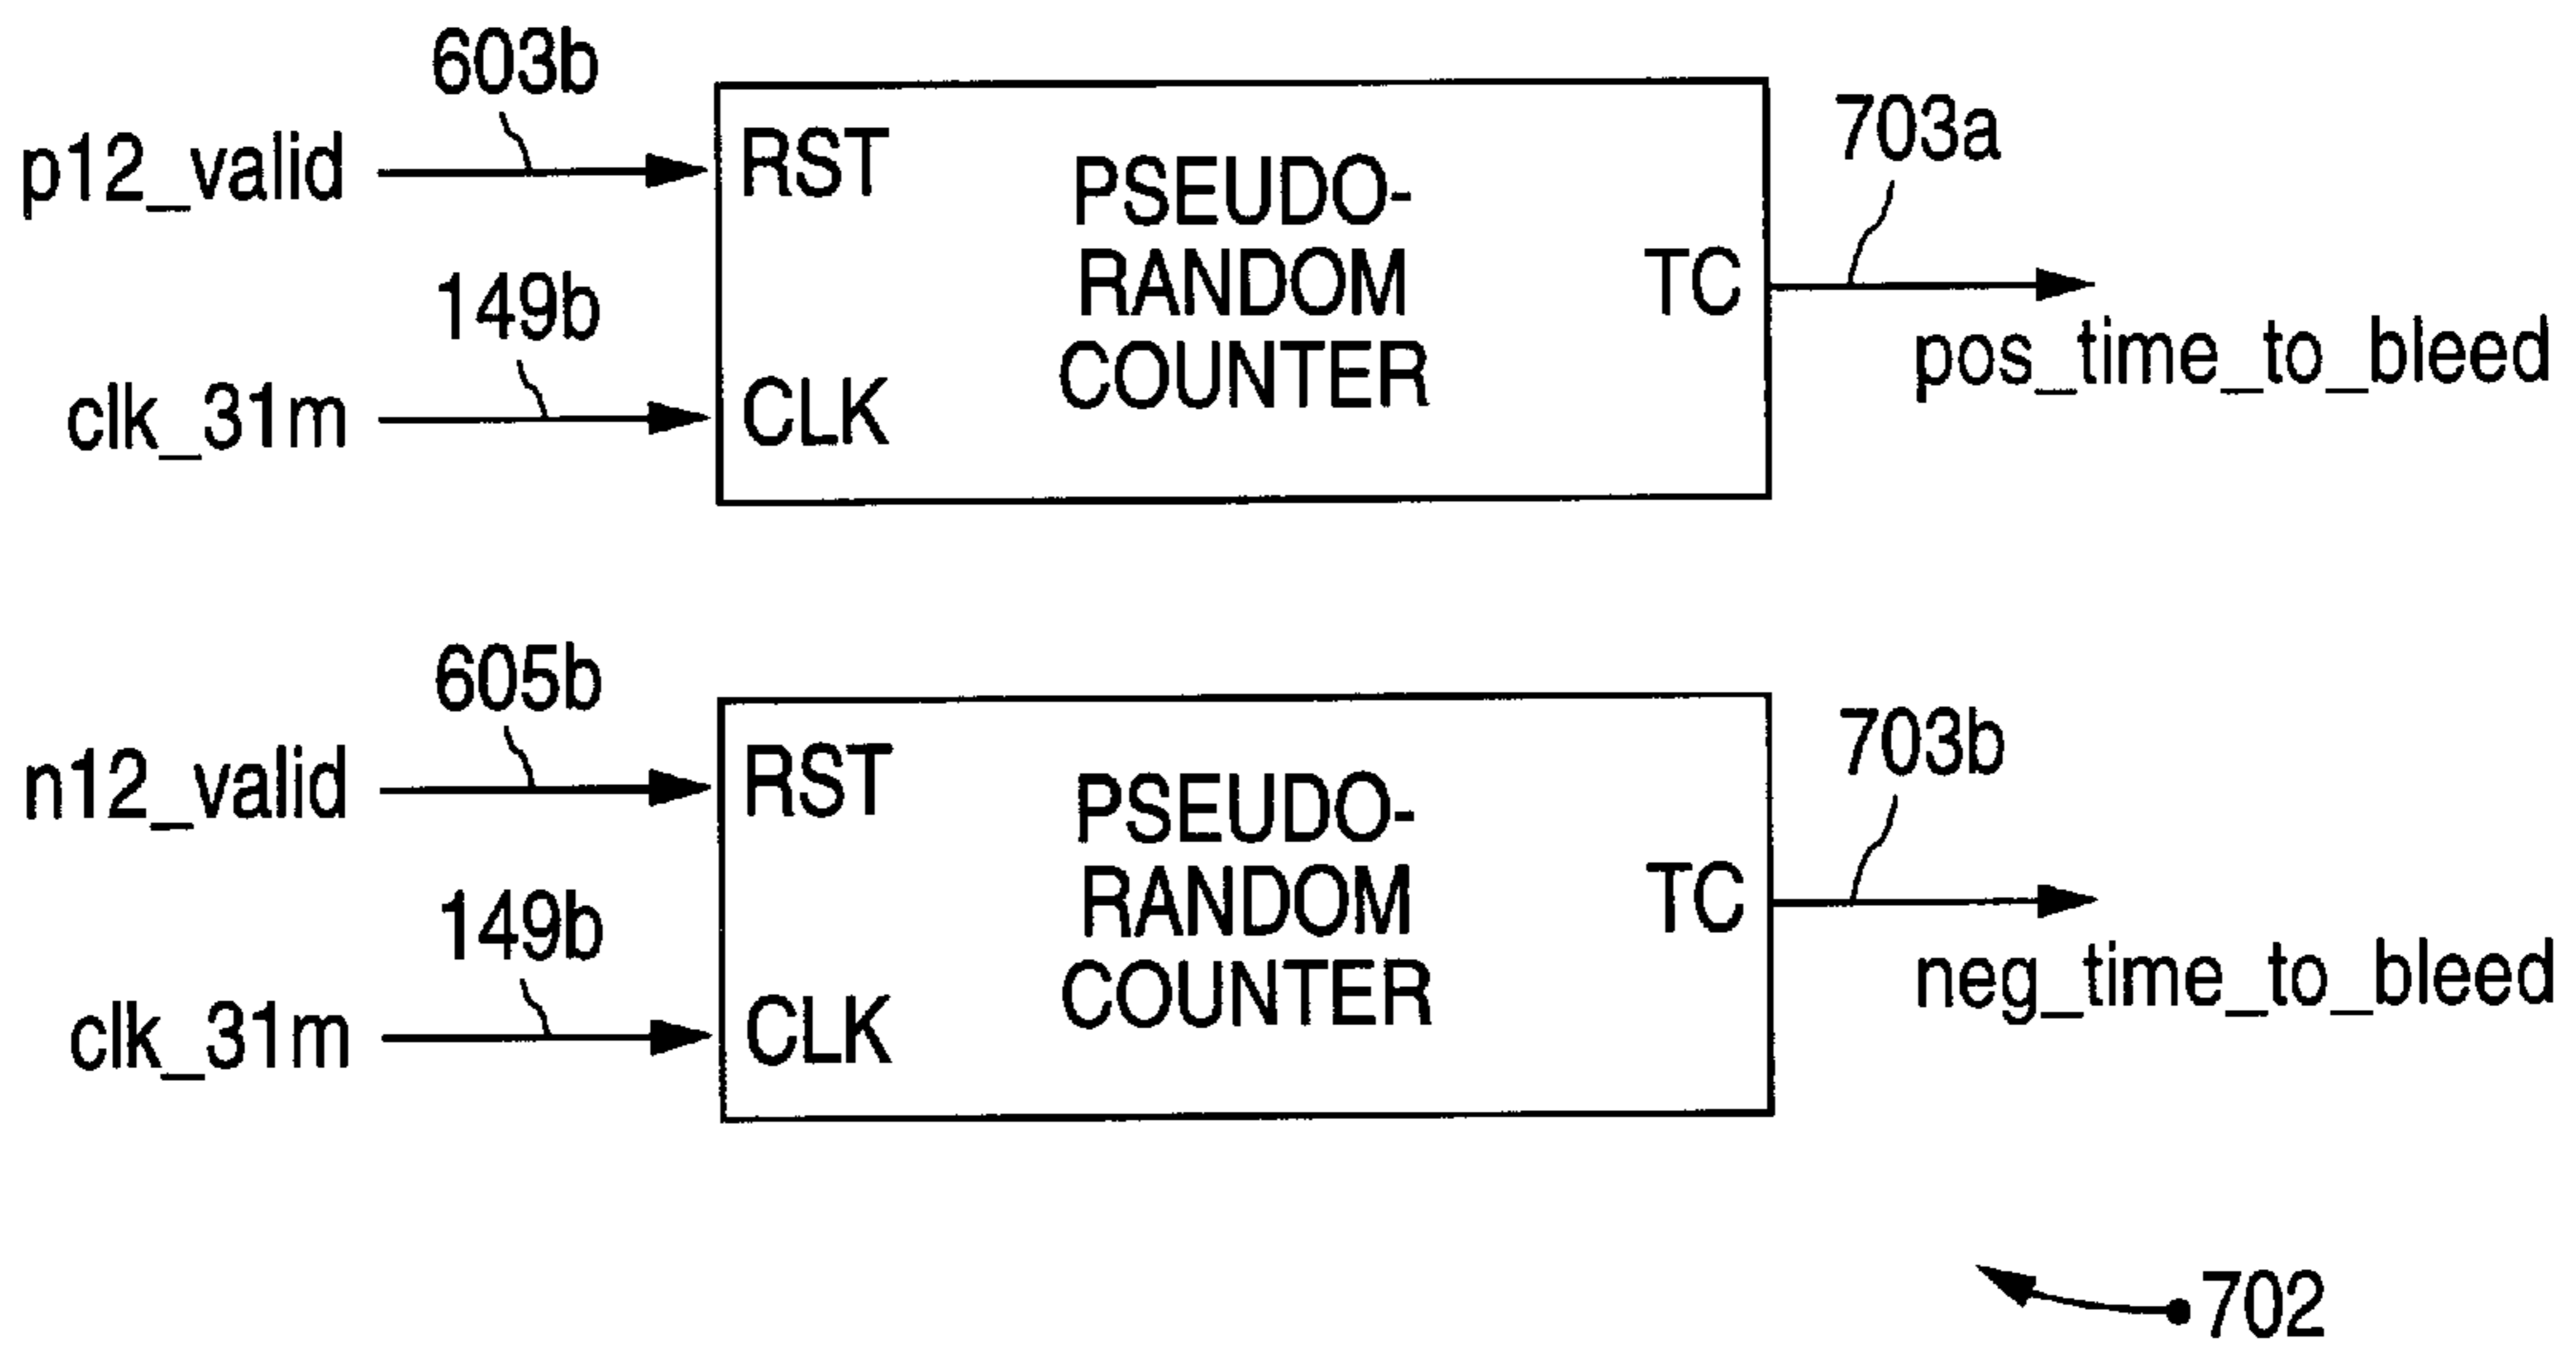 603b
p12_valid
RST
PSEUDO-
RANDOM
COUNTER
703a
TC
149b
clk_31m
CLK
pos_time_to_bleed
605b
n12_valid
RST
PSEUDO-
RANDOM
COUNTER
703b
TC
149b
clk_31m
CLK
neg_time_to_bleed
702